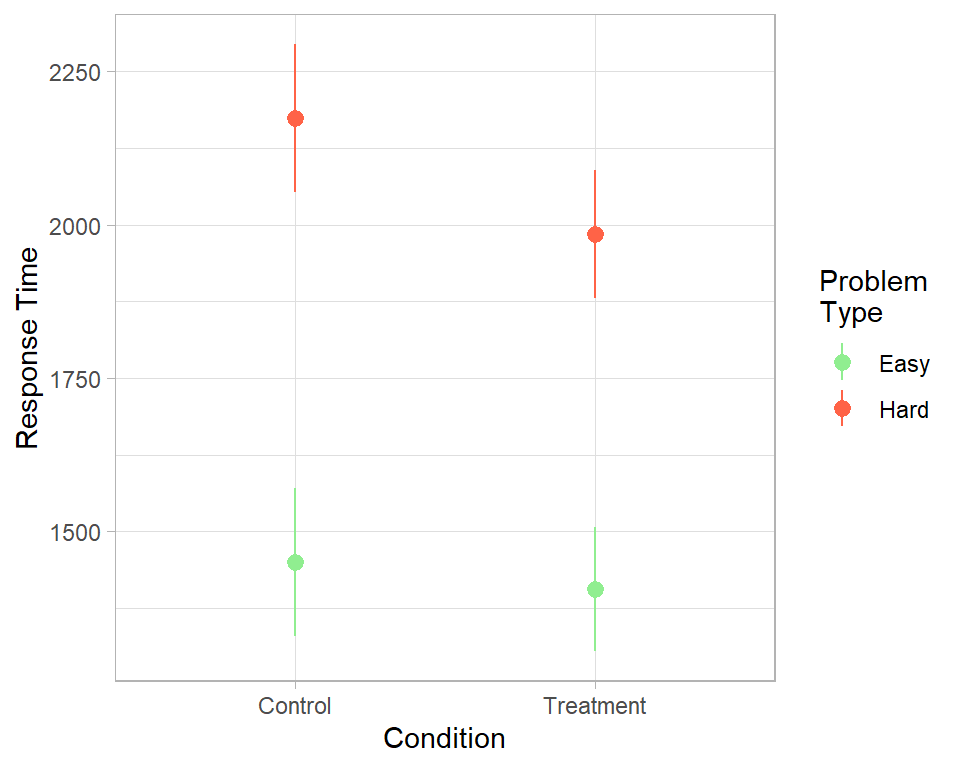 2250
2000
1750
1500
Response Time
Control
Treatment
Condition
Problem
Type
Easy
Hard